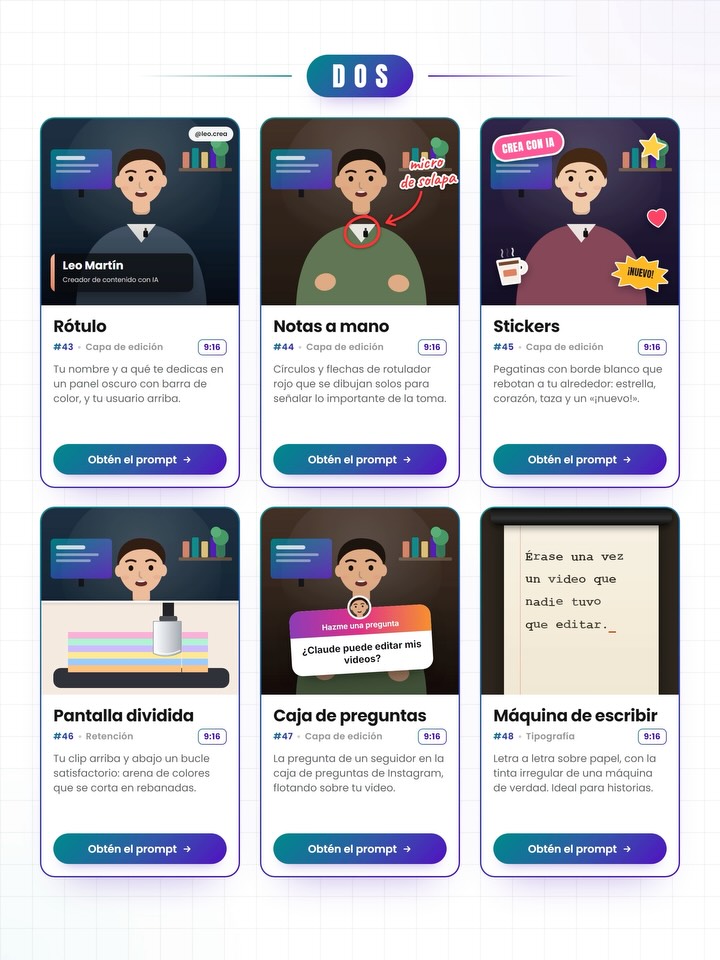 DOS
@leo.crea
Leo Martín
Creador de contenido con IA
Rótulo
#43 • Capa de edición 9:16
Tu nombre y a qué te dedicas en
un panel oscuro con barra de
color, y tu usuario arriba.
Obtén el prompt →
micro
de solapa
Notas a mano
#44 • Capa de edición 9:16
Círculos y flechas de rotulador
rojo que se dibujan solos para
señalar lo importante de la toma.
Obtén el prompt →
CREA CON IA
¡NUEVO!
Stickers
#45 • Capa de edición 9:16
Pegatinas con borde blanco que
rebotan a tu alrededor: estrella,
corazón, taza y un «¡nuevo!».
Obtén el prompt →
Pantalla dividida
#46 • Retención 9:16
Tu clip arriba y abajo un bucle
satisfactorio: arena de colores
que se corta en rebanadas.
Obtén el prompt →
Hazme una pregunta
¿Claude puede editar mis
videos?
Caja de preguntas
#47 • Capa de edición 9:16
La pregunta de un seguidor en la
caja de preguntas de Instagram,
flotando sobre tu video.
Obtén el prompt →
Érase una vez
un video que
nadie tuvo
que editar._
Máquina de escribir
#48 • Tipografía 9:16
Letra a letra sobre papel, con la
tinta irregular de una máquina
de verdad. Ideal para historias.
Obtén el prompt →